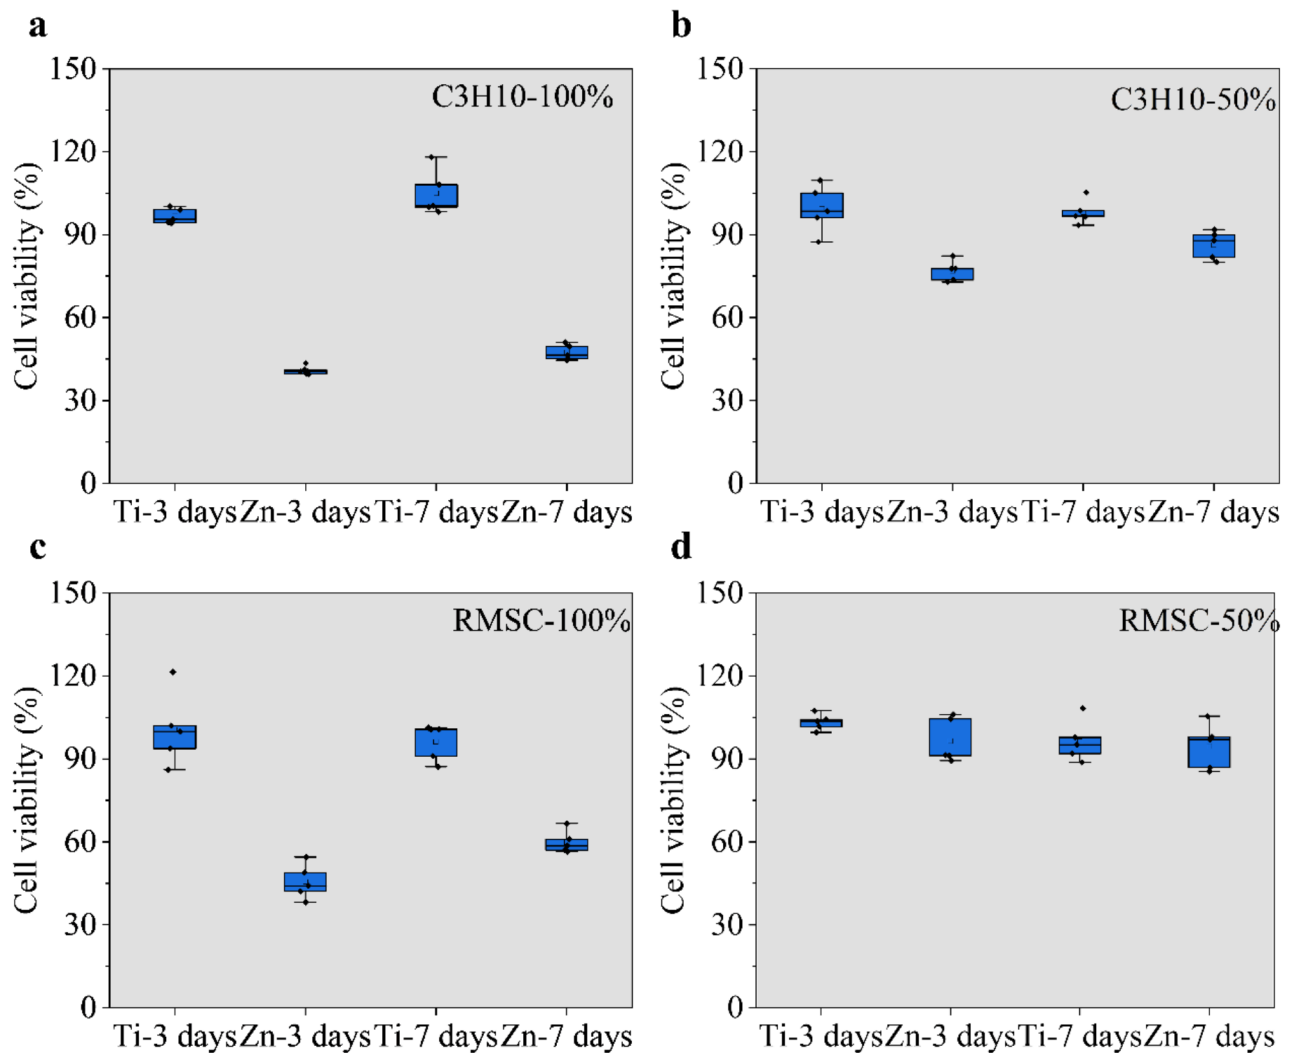 a
C3H10-100%
Cell viability (%)
150
120
90
60
30
0
Ti-3 days Zn-3 days Ti-7 days Zn-7 days
b
C3H10-50%
Cell viability (%)
150
120
90
60
30
0
Ti-3 days Zn-3 days Ti-7 days Zn-7 days
c
RMSC-100%
Cell viability (%)
150
120
90
60
30
0
Ti-3 days Zn-3 days Ti-7 days Zn-7 days
d
RMSC-50%
Cell viability (%)
150
120
90
60
30
0
Ti-3 days Zn-3 days Ti-7 days Zn-7 days